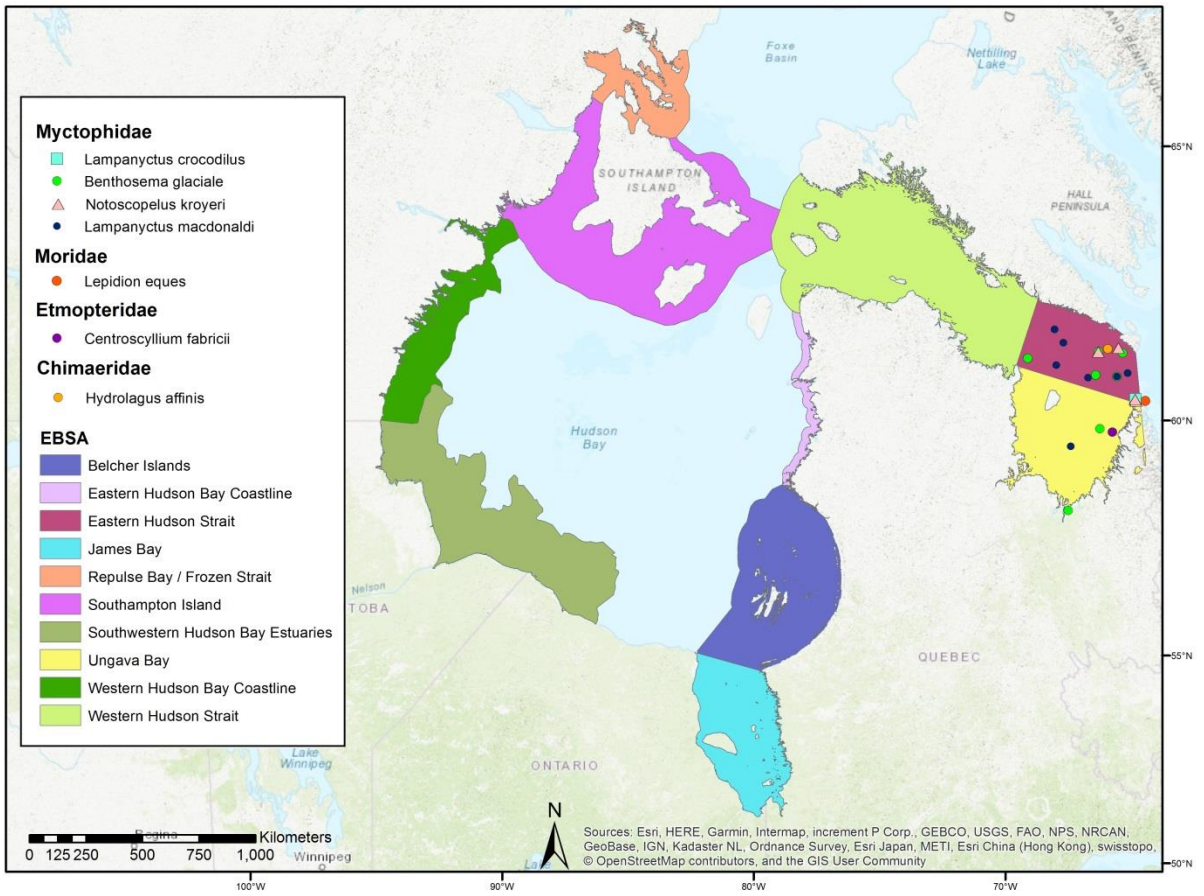 Foxe
Basin
Nettilling
Lake
D
PENINSULA
65°N
SOUTHAMPTON
ISLAND
HALL
PENINSULA
Myctophidae
Lampanyctus crocodilus
Benthosema glaciale
Notoscopelus kroyeri
Lampanyctus macdonaldi
Moridae
Lepidion eques
Etmopteridae
Centroscyllium fabricii
Chimaeridae
Hydrolagus affinis
EBSA
Belcher Islands
Eastern Hudson Bay Coastline
Eastern Hudson Strait
James Bay
Repulse Bay / Frozen Strait
Southampton Island
Southwestern Hudson Bay Estuaries
Ungava Bay
Western Hudson Bay Coastline
Western Hudson Strait
Hudson
Bay
60°N
Nelson
TOBA
55°N
QUEBEC
Lake
Winnipeg
ONTARIO
N
Kilometers
0 125 250 500 750 1,000
Regina
Winnipeg
Lake
Sources: Esri, HERE, Garmin, Intermap, increment P Corp., GEBCO, USGS, FAO, NPS, NRCAN,
GeoBase, IGN, Kadaster NL, Ordnance Survey, Esri Japan, METI, Esri China (Hong Kong), swisstopo,
© OpenStreetMap contributors, and the GIS User Community
50°N
100°W
90°W
80°W
70°W